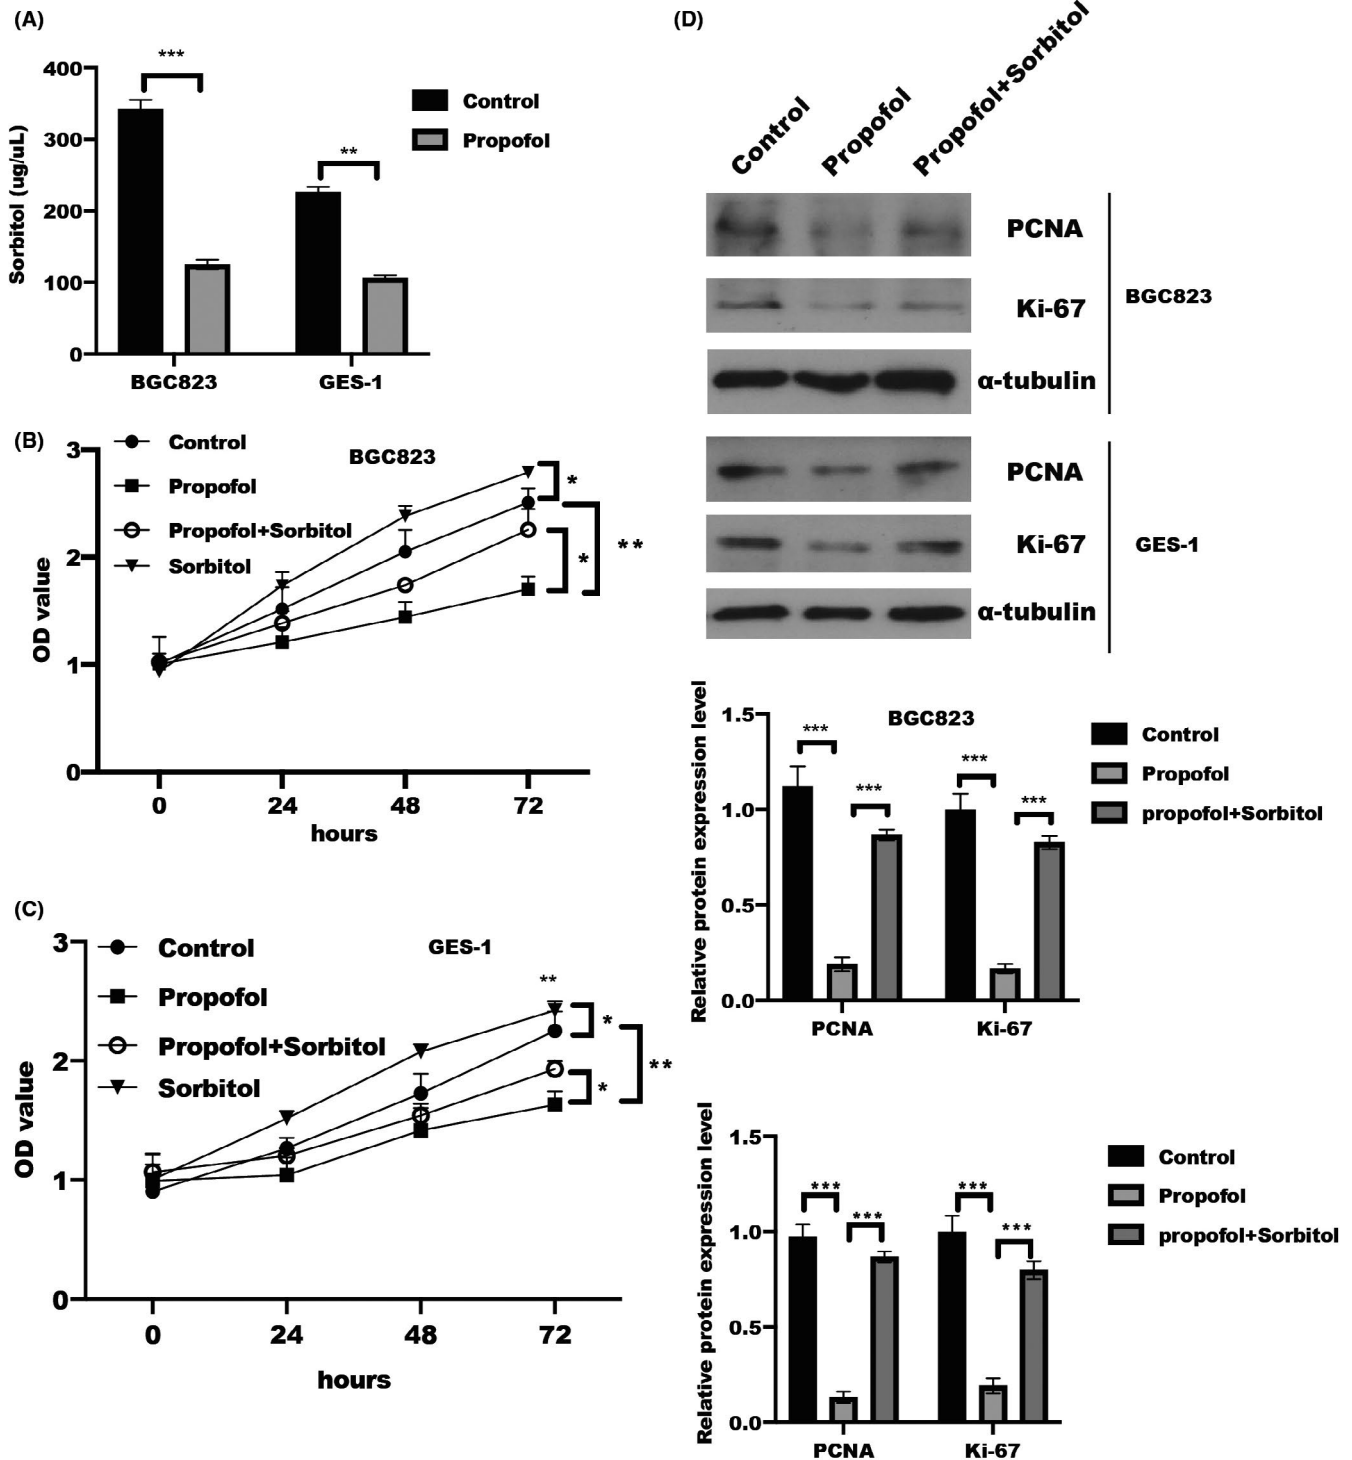 (A)
***
**
400
300
200
100
0
Sorbitol (ug/uL)
BGC823
GES-1
Control
Propofol
(B)
BGC823
Control
Propofol
Propofol+Sorbitol
Sorbitol
3
2
1
0
OD value
*
*
**
0
24
48
72
hours
(C)
GES-1
Control
Propofol
Propofol+Sorbitol
Sorbitol
3
2
1
0
OD value
**
*
*
**
0
24
48
72
hours
(D)
Control
Propofol
Propofol+Sorbitol
PCNA
Ki-67
α-tubulin
BGC823
PCNA
Ki-67
α-tubulin
GES-1
Relative protein expression level
BGC823
1.5
1.0
0.5
0.0
***
***
***
***
PCNA
Ki-67
Control
Propofol
propofol+Sorbitol
Relative protein expression level
1.5
1.0
0.5
0.0
***
***
***
***
PCNA
Ki-67
Control
Propofol
propofol+Sorbitol